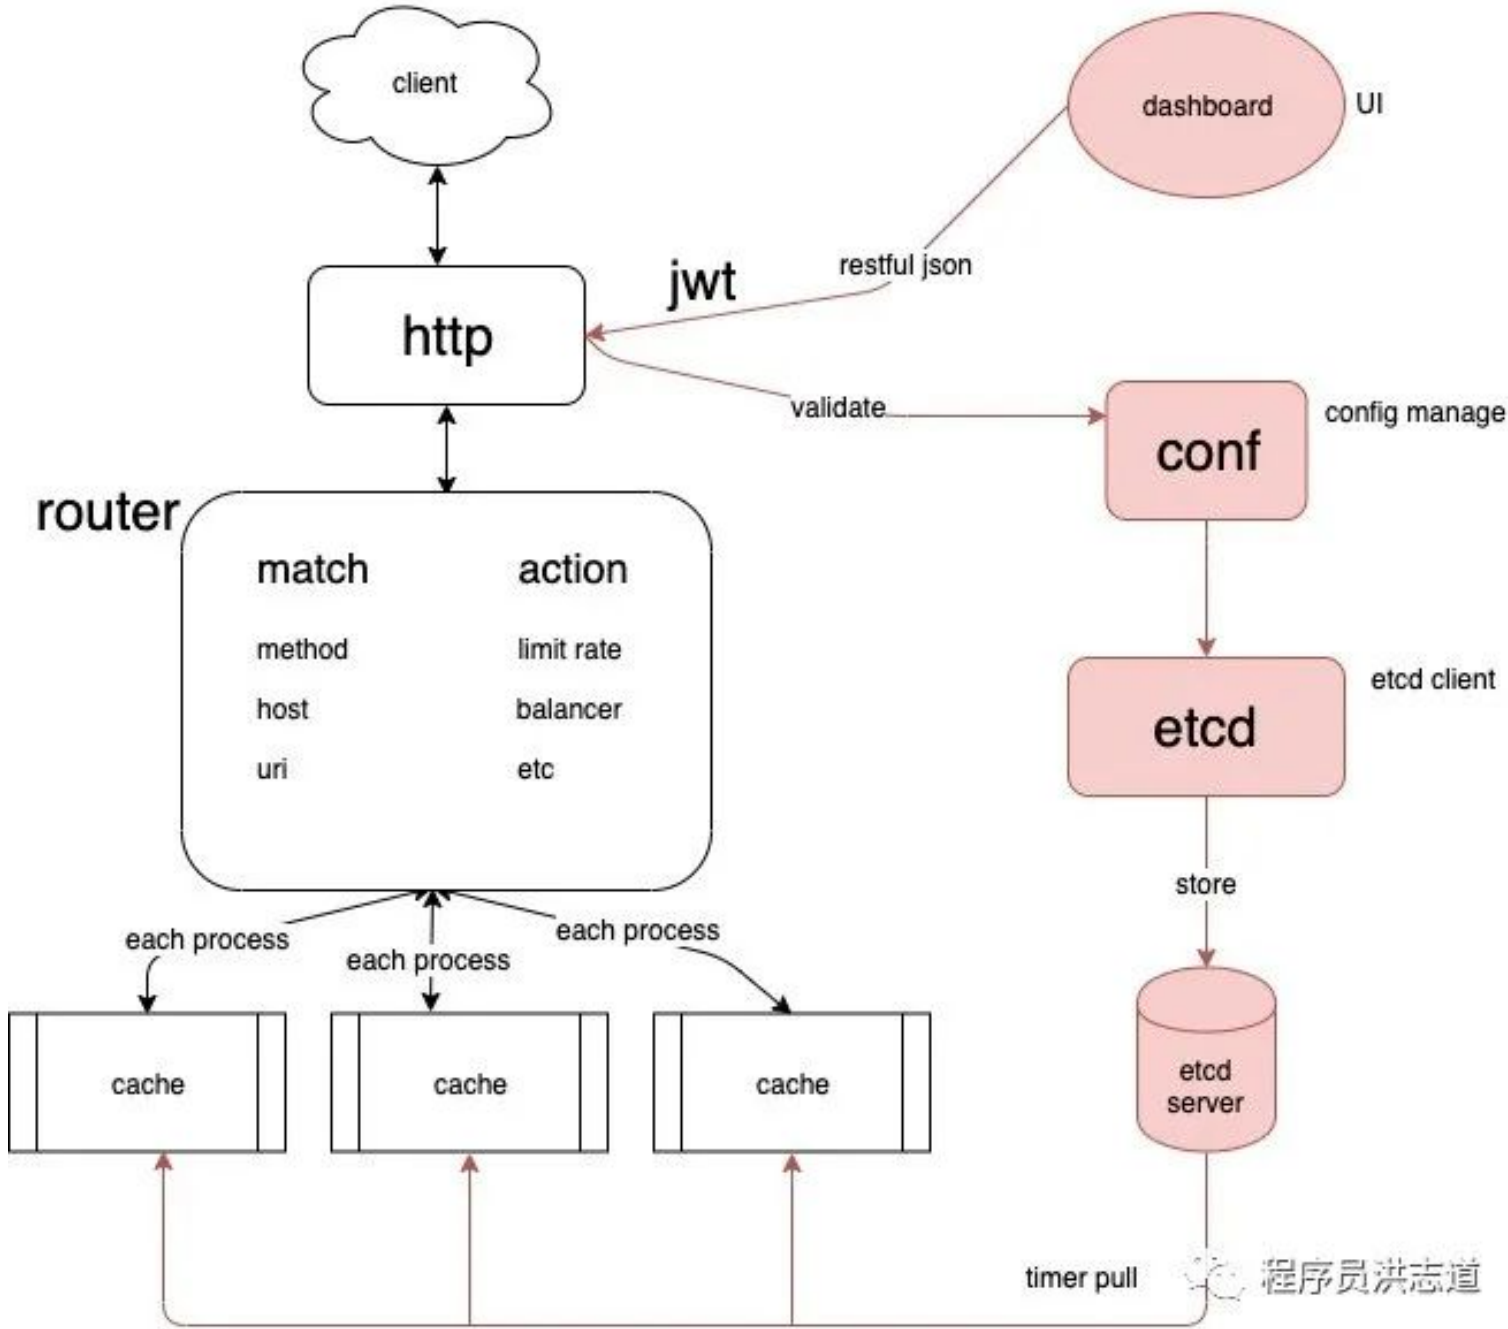 client
dashboard
UI
restful json
jwt
http
validate
conf
config manage
router
match
action
method
limit rate
host
balancer
uri
etc
etcd
etcd client
store
each process
each process
each process
cache
cache
cache
etcd
server
timer pull
程序员洪志道